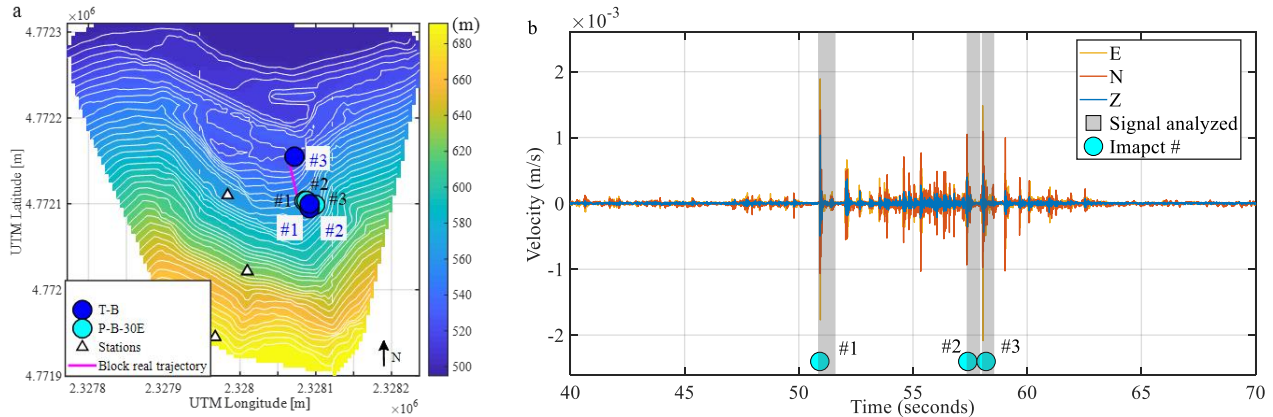 a
×10⁶
(m)
4.7723
4.7722
4.7721
4.772
4.7719
UTM Latitude [m]
680
660
640
620
600
580
560
540
520
500
#3
#2
#1
#3
#1
#2
T-B
P-B-30E
Stations
Block real trajectory
N
2.3278
2.3279
2.328
2.3281
2.3282
UTM Longitude [m]
×10⁶
b
×10⁻³
2
1
0
-1
-2
Velocity (m/s)
E
N
Z
Signal analyzed
Imapct #
#1
#2
#3
40
45
50
55
60
65
70
Time (seconds)